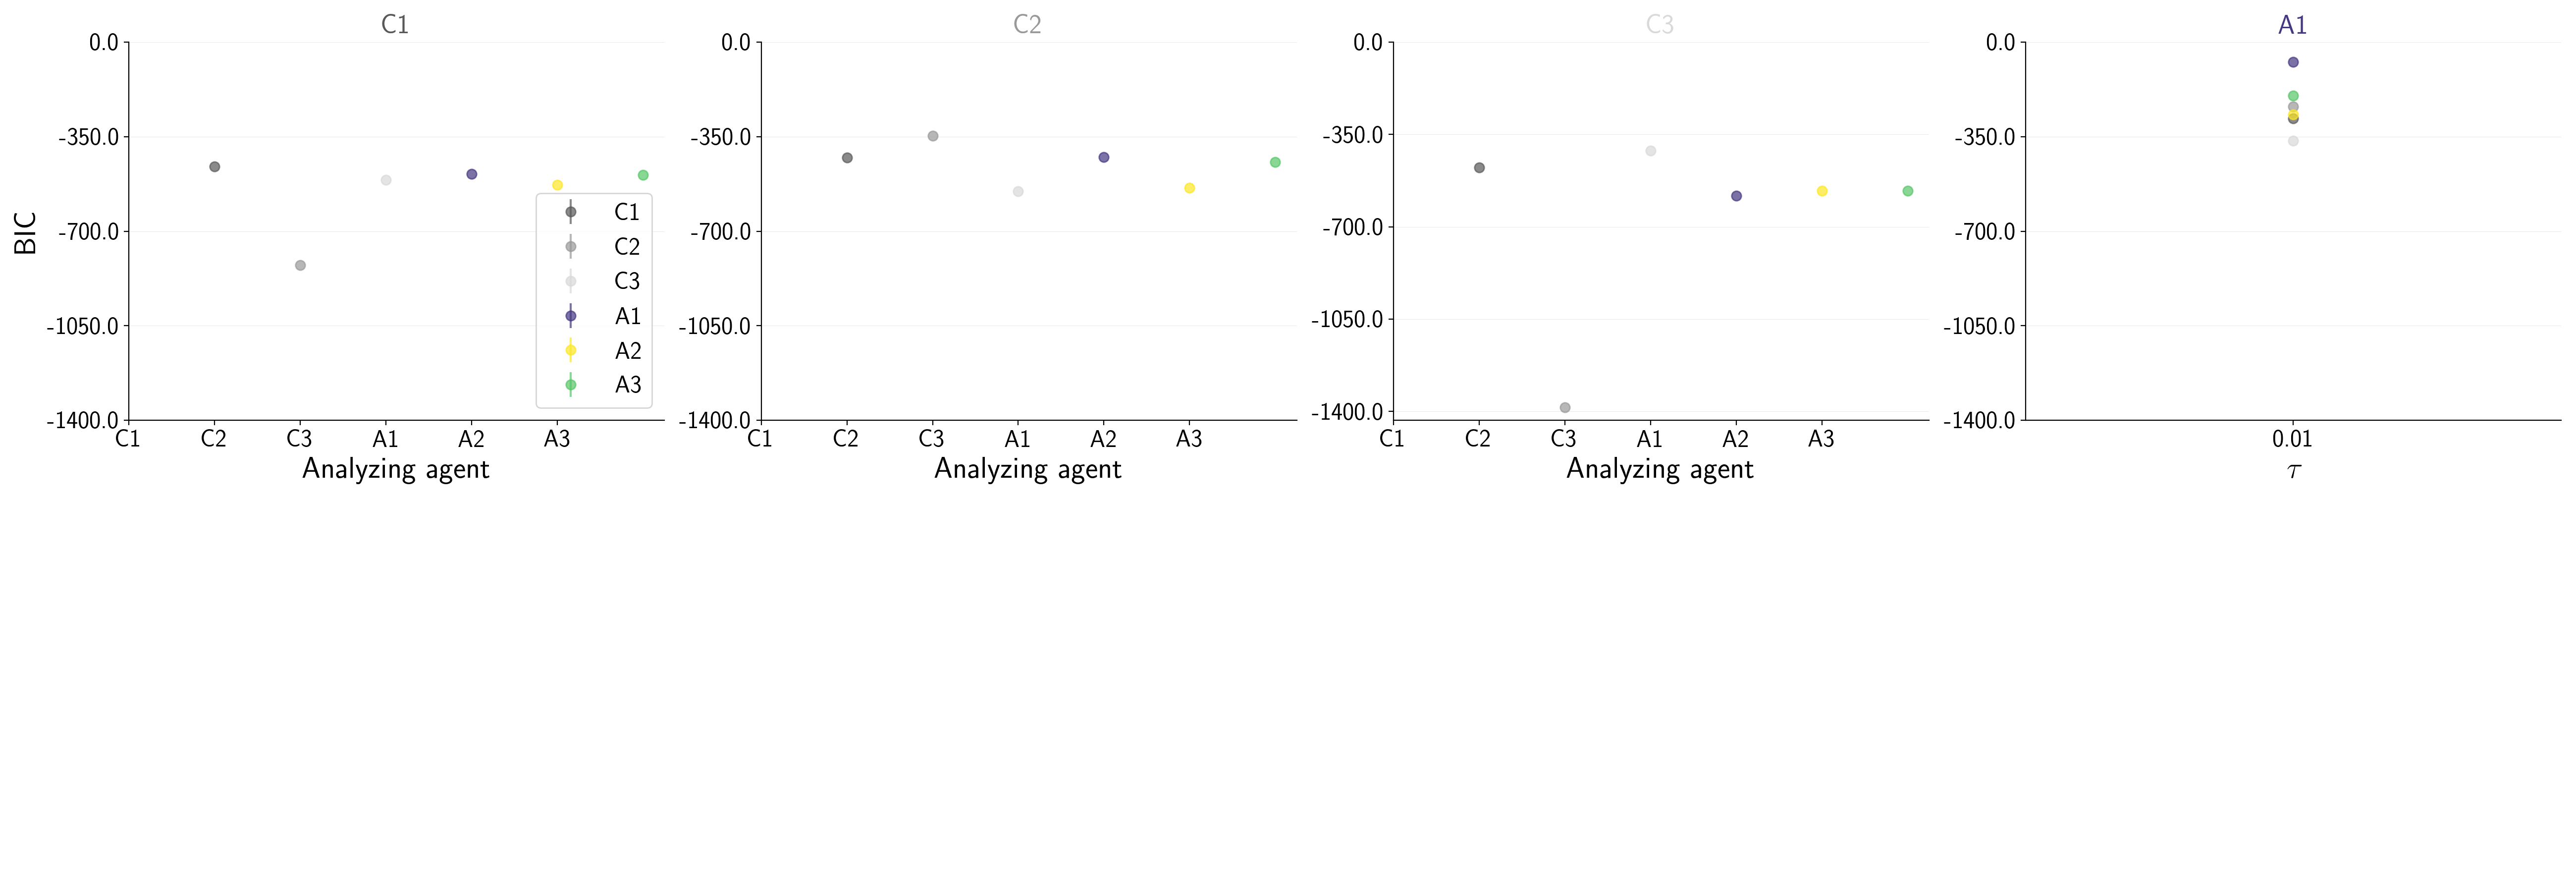 C1
C2
C3
A1
BIC
0.0
-350.0
-700.0
-1050.0
-1400.0
C1 C2 C3 A1 A2 A3
Analyzing agent
C1
C2
C3
A1
A2
A3
0.0
-350.0
-700.0
-1050.0
-1400.0
C1 C2 C3 A1 A2 A3
Analyzing agent
0.0
-350.0
-700.0
-1050.0
-1400.0
C1 C2 C3 A1 A2 A3
Analyzing agent
0.0
-350.0
-700.0
-1050.0
-1400.0
0.01
τ